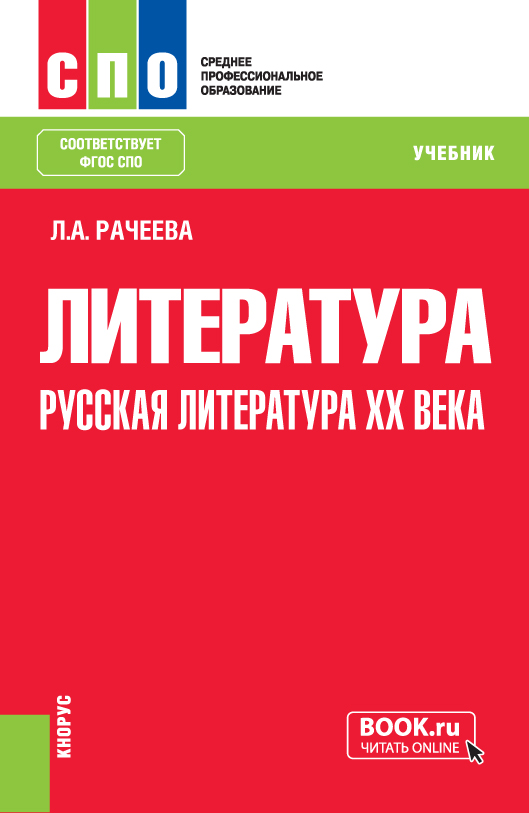 СПО
СРЕДНЕЕ
ПРОФЕССИОНАЛЬНОЕ
ОБРАЗОВАНИЕ
СООТВЕТСТВУЕТ
ФГОС СПО
УЧЕБНИК
Л.А. РАЧЕЕВА
ЛИТЕРАТУРА
РУССКАЯ ЛИТЕРАТУРА XX ВЕКА
КНОРУС
BOOK.ru
ЧИТАТЬ ONLINE